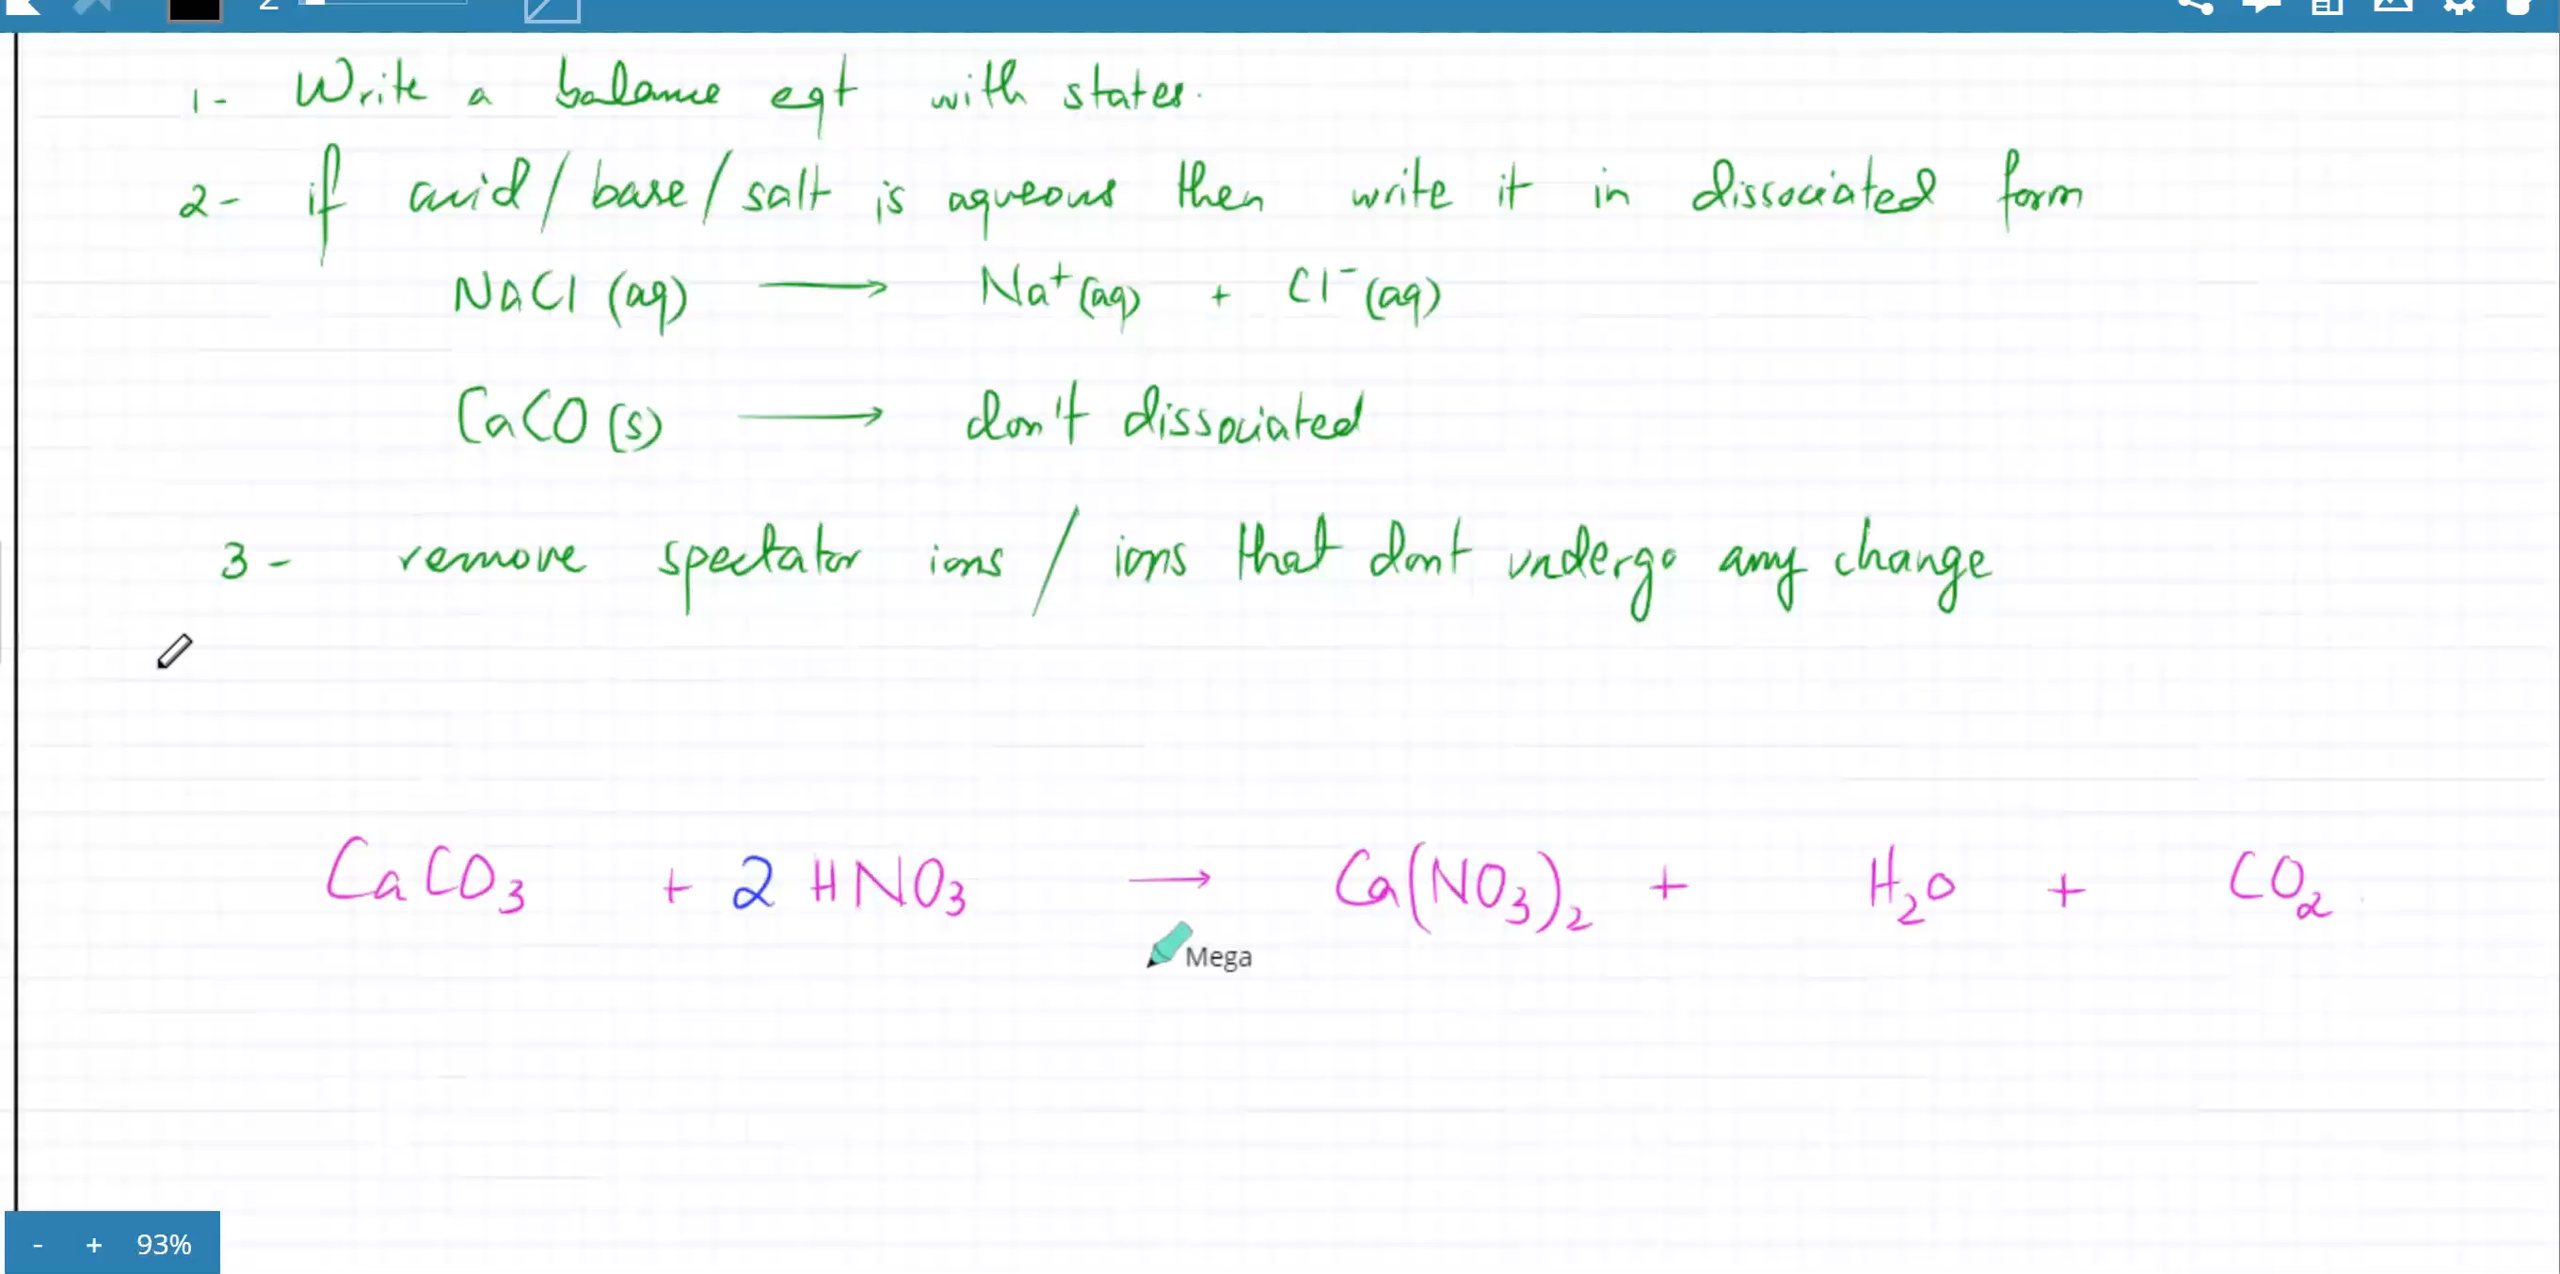 2
1- Write a balance eqt with states.
2- if acid/base/salt is aqueous then write it in dissociated form
NaCl (aq) ⟶ Na⁺(aq) + Cl⁻(aq)
CaCO (s) ⟶ don't dissociated
3- remove spectator ions / ions that dont undergo any change
CaCO₃ + 2 HNO₃ ⟶ Ca(NO₃)₂ + H₂O + CO₂
Mega
- + 93%